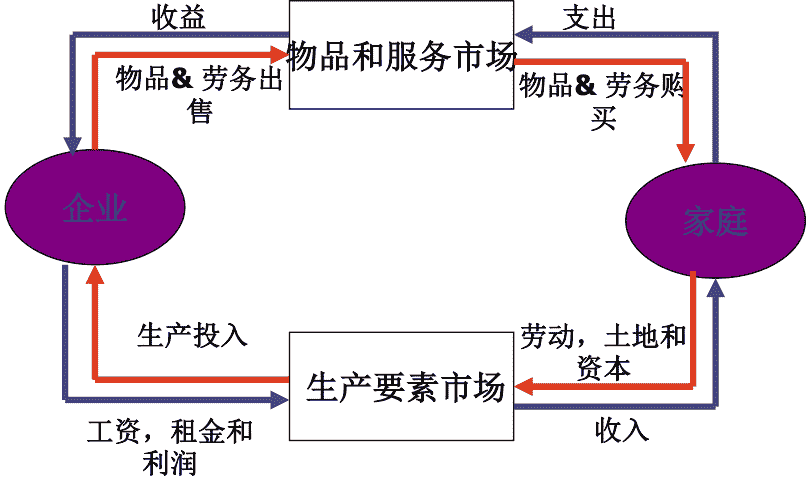 收益
支出
物品和服务市场
物品& 劳务出
售
物品& 劳务购
买
企业
家庭
生产投入
劳动，土地和
资本
生产要素市场
工资，租金和
利润
收入